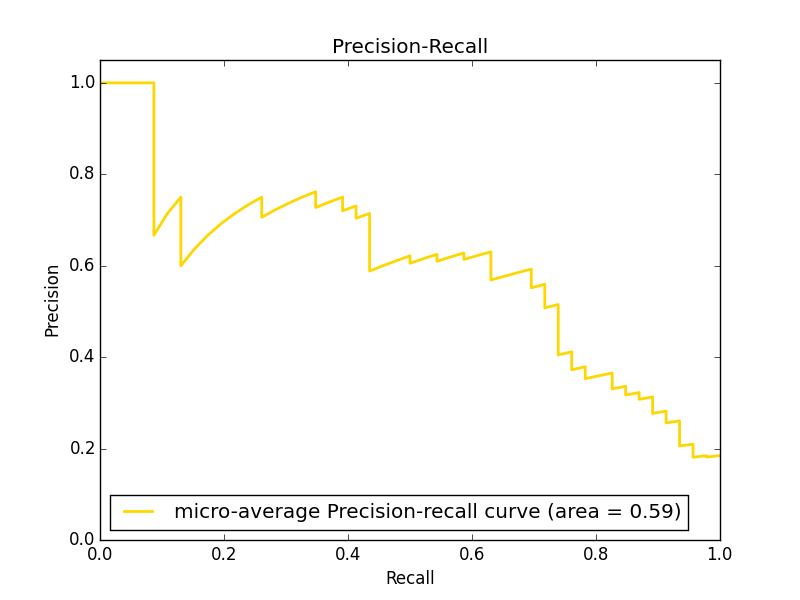 Precision-Recall
1.0
0.8
0.6
0.4
0.2
0.0
Precision
micro-average Precision-recall curve (area = 0.59)
0.0 0.2 0.4 0.6 0.8 1.0
Recall